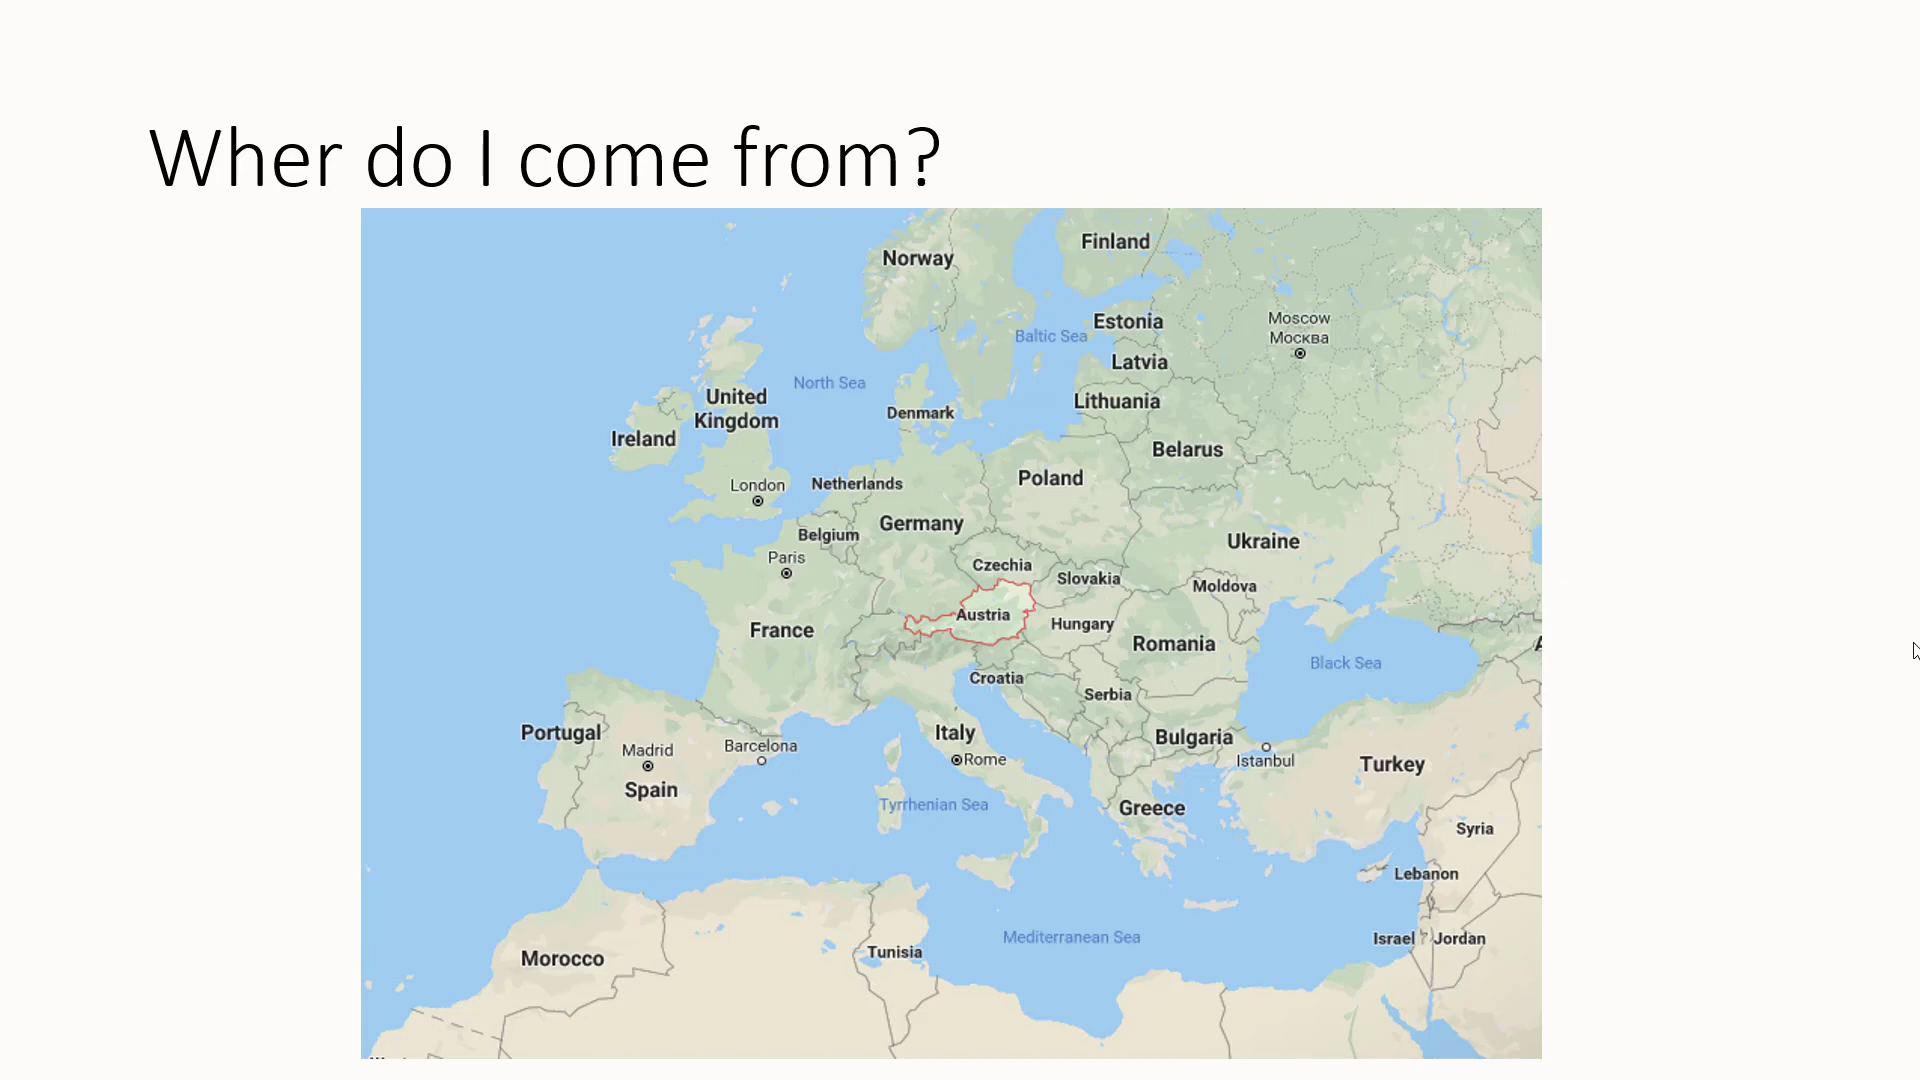 Wher do I come from?
Finland
Norway
Moscow
Москва
Estonia
Baltic Sea
Latvia
North Sea
United
Kingdom
Lithuania
Denmark
Ireland
Belarus
Poland
London
Netherlands
Germany
Belgium
Ukraine
Paris
Czechia
Slovakia
Moldova
Austria
Hungary
France
Romania
Black Sea
Croatia
Serbia
Portugal
Italy
Bulgaria
Madrid
Barcelona
Rome
Istanbul
Turkey
Spain
Tyrrhenian Sea
Greece
Syria
Lebanon
Mediterranean Sea
Israel
Jordan
Tunisia
Morocco